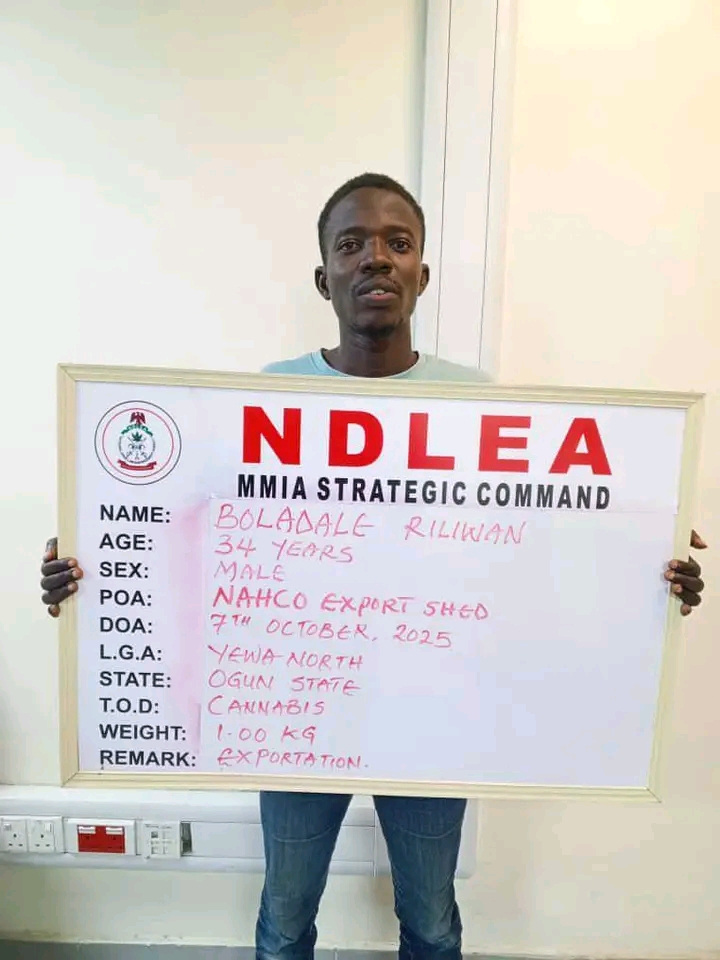 NDLEA
MMIA STRATEGIC COMMAND
NAME: BOLADALE RILIWAN
AGE: 34 YEARS
SEX: MALE
POA: NAHCO EXPORT SHED
DOA: 7TH OCTOBER, 2025
L.G.A: YEWA NORTH
STATE: OGUN STATE
T.O.D: CANNABIS
WEIGHT: 1.00 KG
REMARK: EXPORTATION.